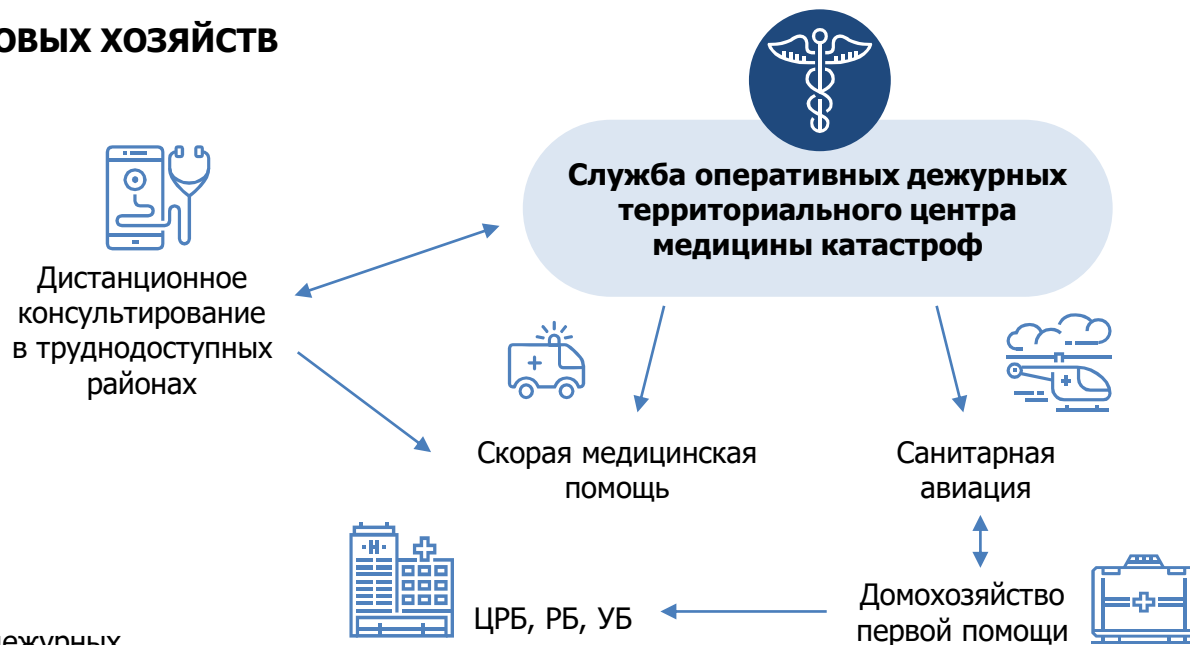 ОВЫХ ХОЗЯЙСТВ
Служба оперативных дежурных
территориального центра
медицины катастроф
Дистанционное
консультирование
в труднодоступных
районах
Скорая медицинская
помощь
Санитарная
авиация
·H·
ЦРБ, РБ, УБ
Домохозяйство
первой помощи
дежурных